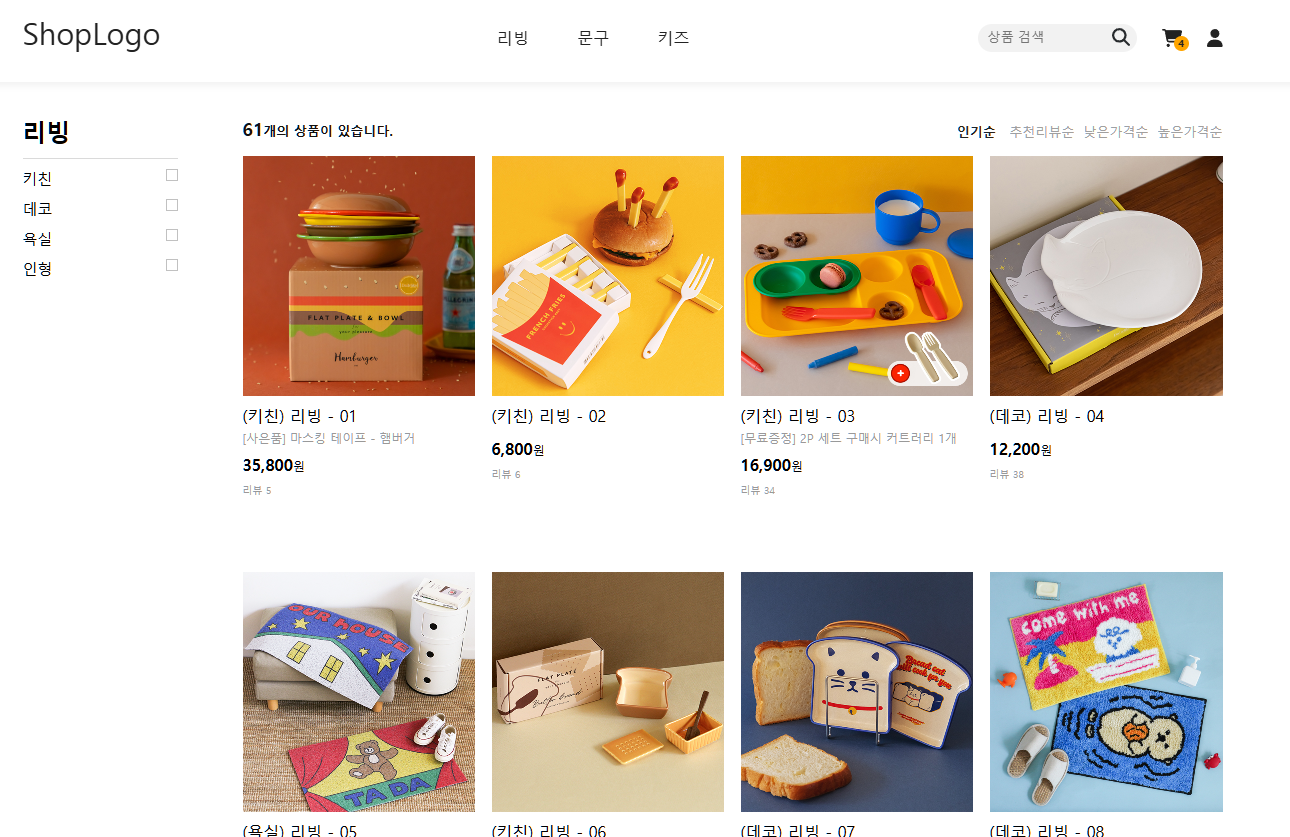 ShopLogo
리빙 문구 키즈
상품 검색
4
리빙
키친
데코
욕실
인형
61개의 상품이 있습니다.
인기순 추천리뷰순 낮은가격순 높은가격순
FLAT PLATE & BOWL
Hamburger
FRENCH FRIES
(키친) 리빙 - 01
[사은품] 마스킹 테이프 - 햄버거
35,800원
리뷰 5
(키친) 리빙 - 02
6,800원
리뷰 6
(키친) 리빙 - 03
[무료증정] 2P 세트 구매시 커트러리 1개
16,900원
리뷰 34
(데코) 리빙 - 04
12,200원
리뷰 38
OUR HOUSE
TADA
FLAT PLATE
come with me
(욕실) 리빙 - 05
(키친) 리빙 - 06
(데코) 리빙 - 07
(데코) 리빙 - 08